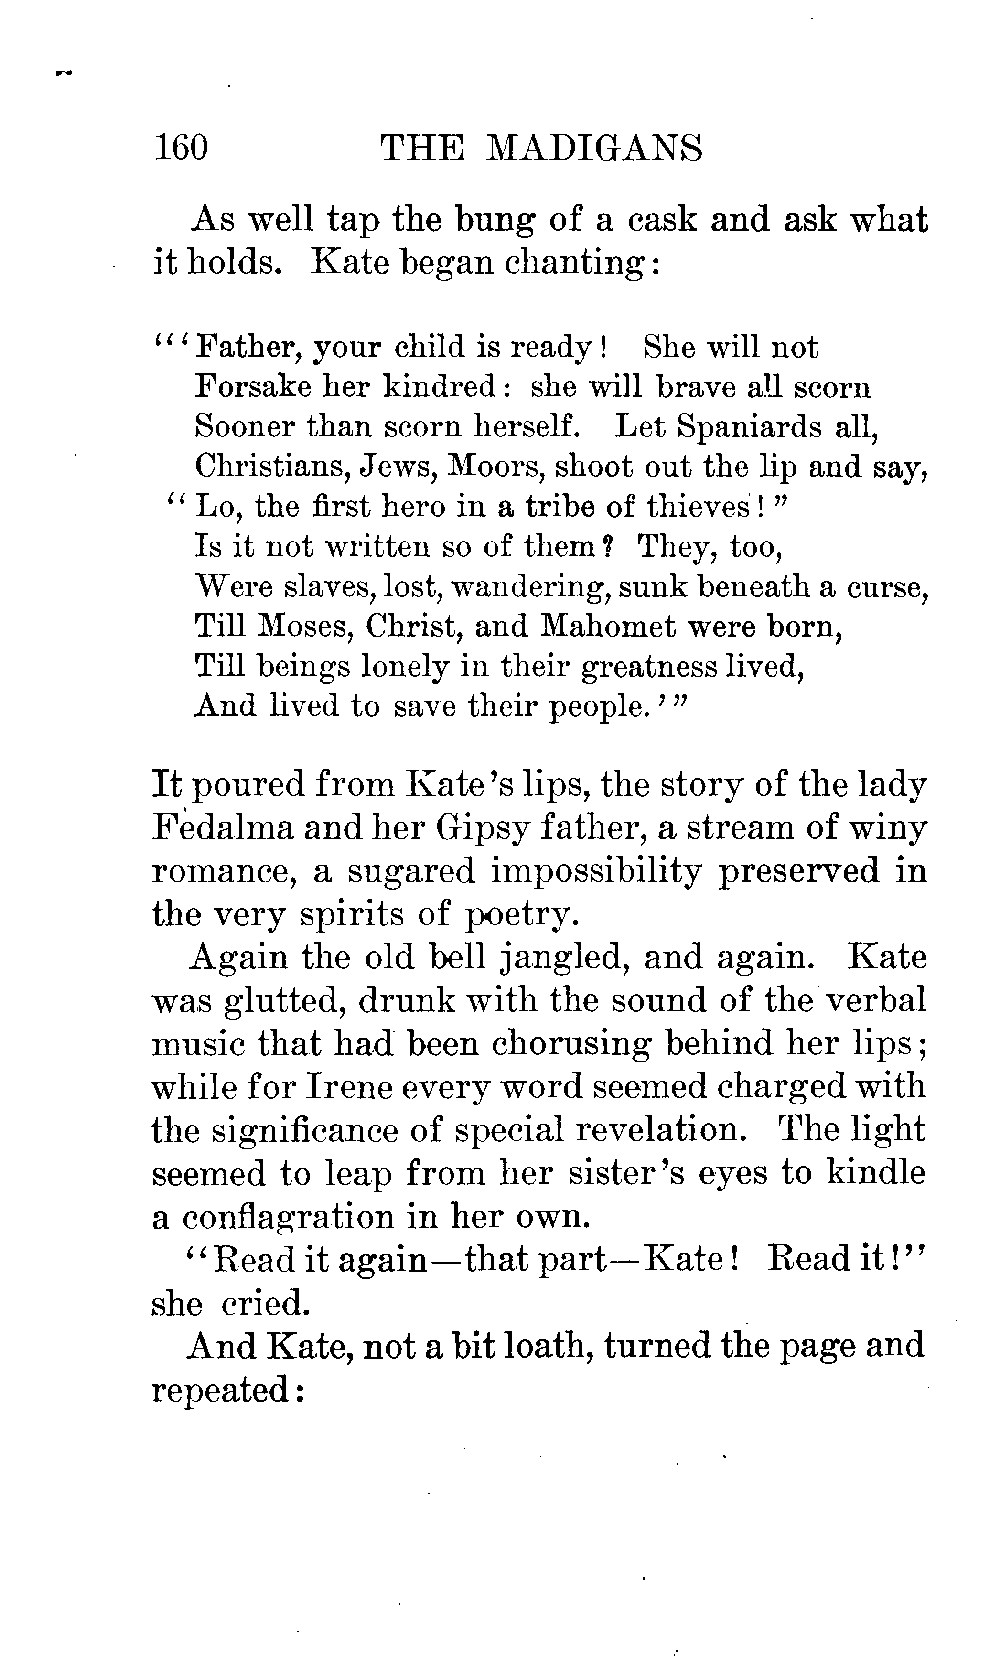 160 THE MADIGANS
As well tap the bung of a cask and ask what
it holds. Kate began chanting:
"'Father, your child is ready! She will not
Forsake her kindred: she will brave all scorn
Sooner than scorn herself. Let Spaniards all,
Christians, Jews, Moors, shoot out the lip and say,
"Lo, the first hero in a tribe of thieves!"
Is it not written so of them? They, too,
Were slaves, lost, wandering, sunk beneath a curse,
Till Moses, Christ, and Mahomet were born,
Till beings lonely in their greatness lived,
And lived to save their people.'"
It poured from Kate's lips, the story of the lady
Fedalma and her Gipsy father, a stream of winy
romance, a sugared impossibility preserved in
the very spirits of poetry.
Again the old bell jangled, and again. Kate
was glutted, drunk with the sound of the verbal
music that had been chorusing behind her lips;
while for Irene every word seemed charged with
the significance of special revelation. The light
seemed to leap from her sister's eyes to kindle
a conflagration in her own.
"Read it again—that part—Kate! Read it!"
she cried.
And Kate, not a bit loath, turned the page and
repeated: